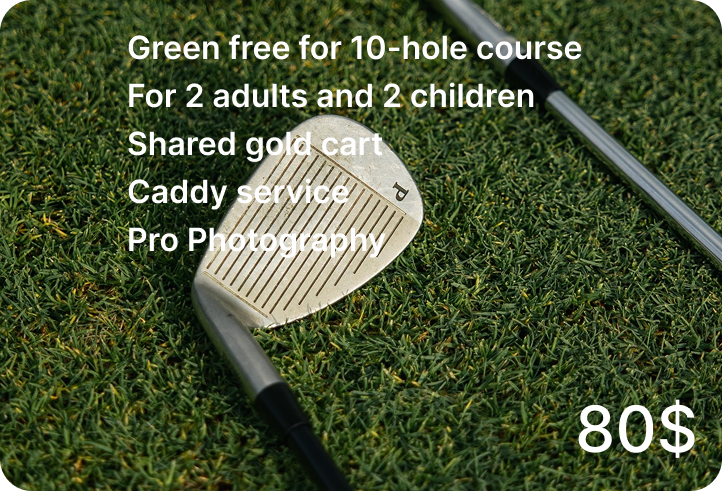 Green free for 10-hole course
For 2 adults and 2 children
Shared gold cart
Caddy service
Pro Photography
P
80$